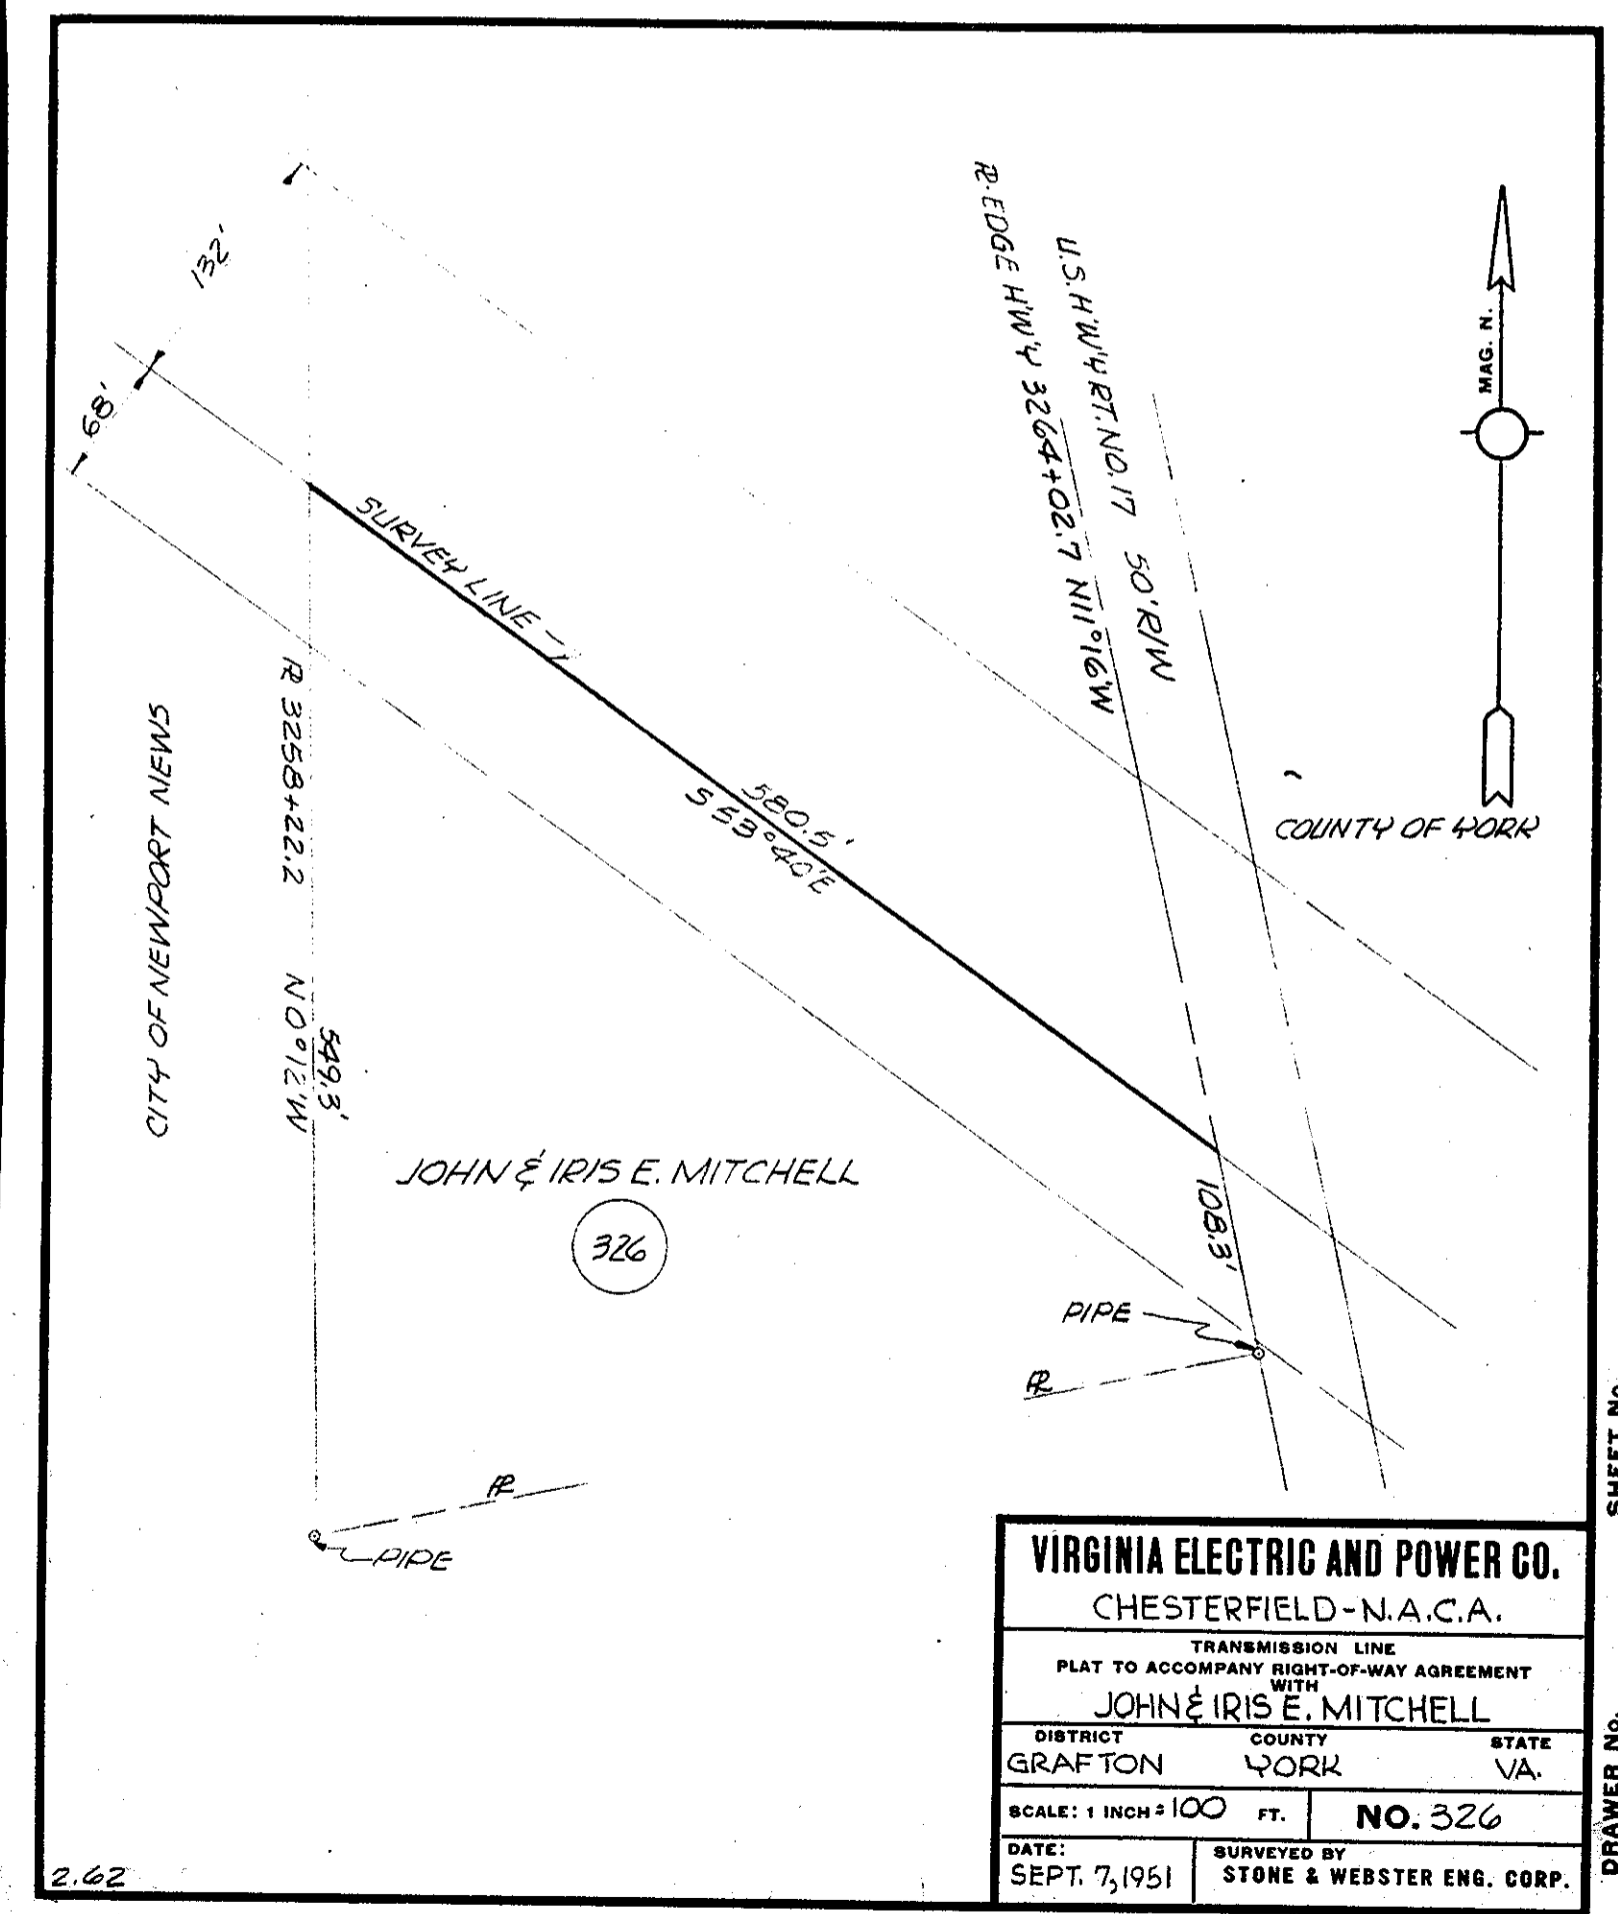 132'
68'
SURVEY LINE
580.5'
S 53° 40' E
℞ 3258+22.2 N 0° 12' W
549.3'
CITY OF NEWPORT NEWS
℞ - EDGE H'W'Y 3264+02.7 N11°16'W
U.S. H'W'Y RT. NO. 17 50' R/W
MAG. N.
COUNTY OF YORK
JOHN & IRIS E. MITCHELL
326
108.3'
PIPE
℞
℞
PIPE
VIRGINIA ELECTRIC AND POWER CO.
CHESTERFIELD - N.A.C.A.
TRANSMISSION LINE
PLAT TO ACCOMPANY RIGHT-OF-WAY AGREEMENT
WITH
JOHN & IRIS E. MITCHELL
DISTRICT COUNTY STATE
GRAFTON YORK VA.
SCALE: 1 INCH = 100 FT. NO. 326
DATE: SURVEYED BY
SEPT. 7, 1951 STONE & WEBSTER ENG. CORP.
2.62
SHEET No.
DRAWER No.